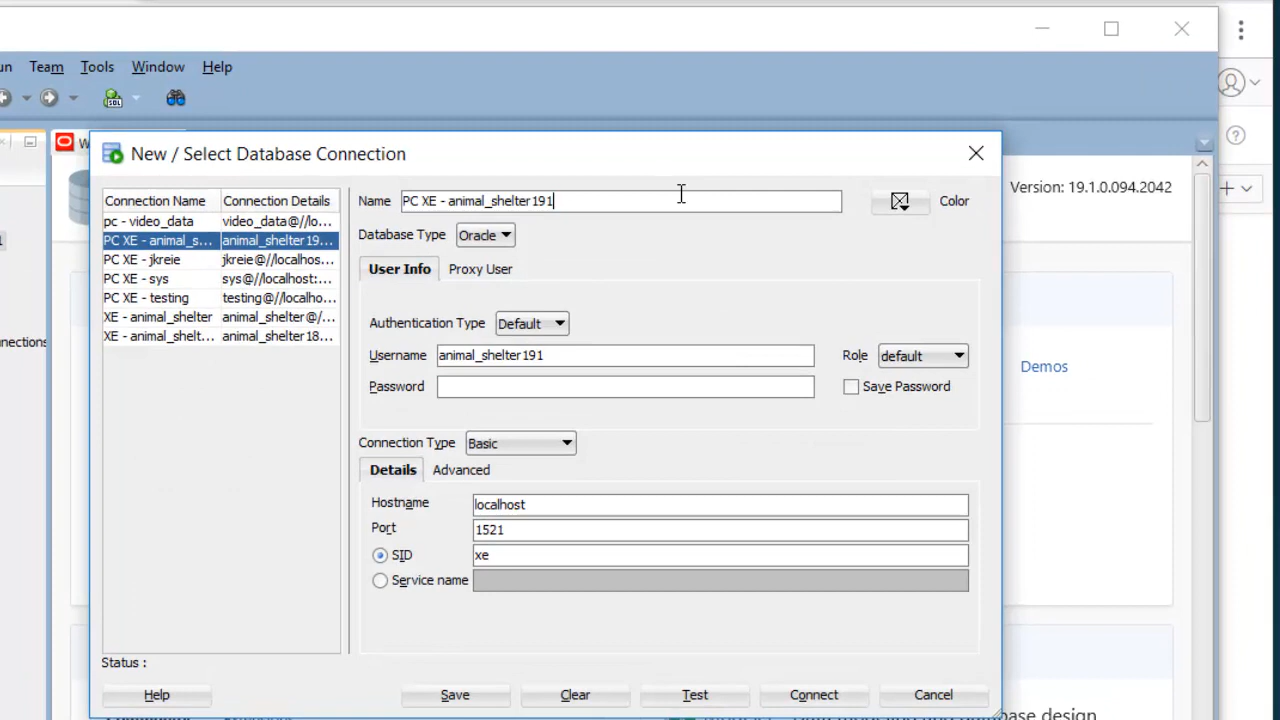 un Team Tools Window Help
SQL
W
New / Select Database Connection
Version: 19.1.0.094.2042
Connection Name Connection Details
Name PC XE - animal_shelter191 Color
pc - video_data video_data@//lo...
Database Type Oracle
PC XE - animal_s... animal_shelter19...
PC XE - jkreie jkreie@//localhos...
User Info Proxy User
PC XE - sys sys@//localhost:...
PC XE - testing testing@//localho...
XE - animal_shelter animal_shelter@/...
Authentication Type Default
XE - animal_shelt... animal_shelter18...
nnections
Username animal_shelter191 Role default
Demos
Password Save Password
Connection Type Basic
Details Advanced
Hostname localhost
Port 1521
SID xe
Service name
Status :
Help Save Clear Test Connect Cancel
base design